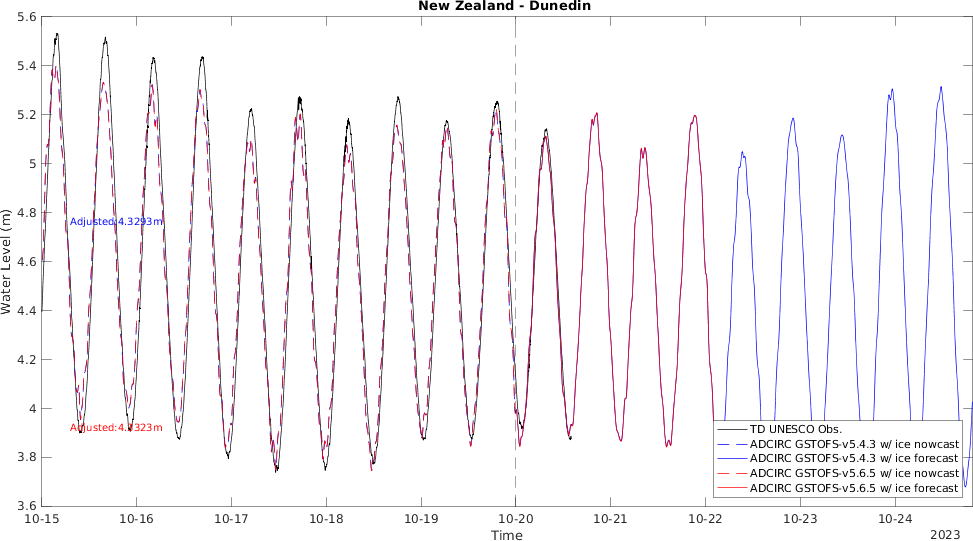 New Zealand - Dunedin
5.6
5.4
5.2
5
4.8
4.6
4.4
4.2
4
3.8
3.6
Water Level (m)
Adjusted:4.3293m
Adjusted:4.3323m
TD UNESCO Obs.
ADCIRC GSTOFS-v5.4.3 w/ ice nowcast
ADCIRC GSTOFS-v5.4.3 w/ ice forecast
ADCIRC GSTOFS-v5.6.5 w/ ice nowcast
ADCIRC GSTOFS-v5.6.5 w/ ice forecast
10-15 10-16 10-17 10-18 10-19 10-20 10-21 10-22 10-23 10-24
Time
2023